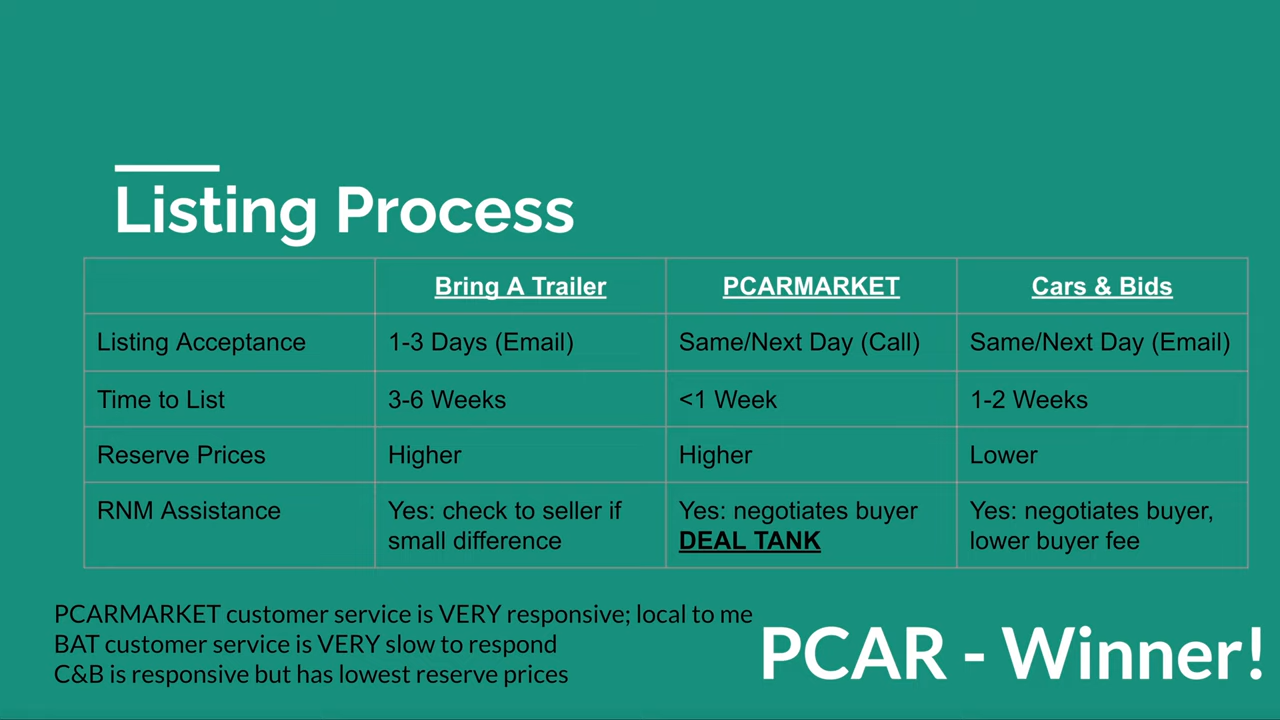 Listing Process
Bring A Trailer PCARMARKET Cars & Bids
Listing Acceptance 1-3 Days (Email) Same/Next Day (Call) Same/Next Day (Email)
Time to List 3-6 Weeks <1 Week 1-2 Weeks
Reserve Prices Higher Higher Lower
RNM Assistance Yes: check to seller if Yes: negotiates buyer Yes: negotiates buyer,
small difference DEAL TANK lower buyer fee
PCARMARKET customer service is VERY responsive; local to me
BAT customer service is VERY slow to respond
C&B is responsive but has lowest reserve prices
PCAR - Winner!